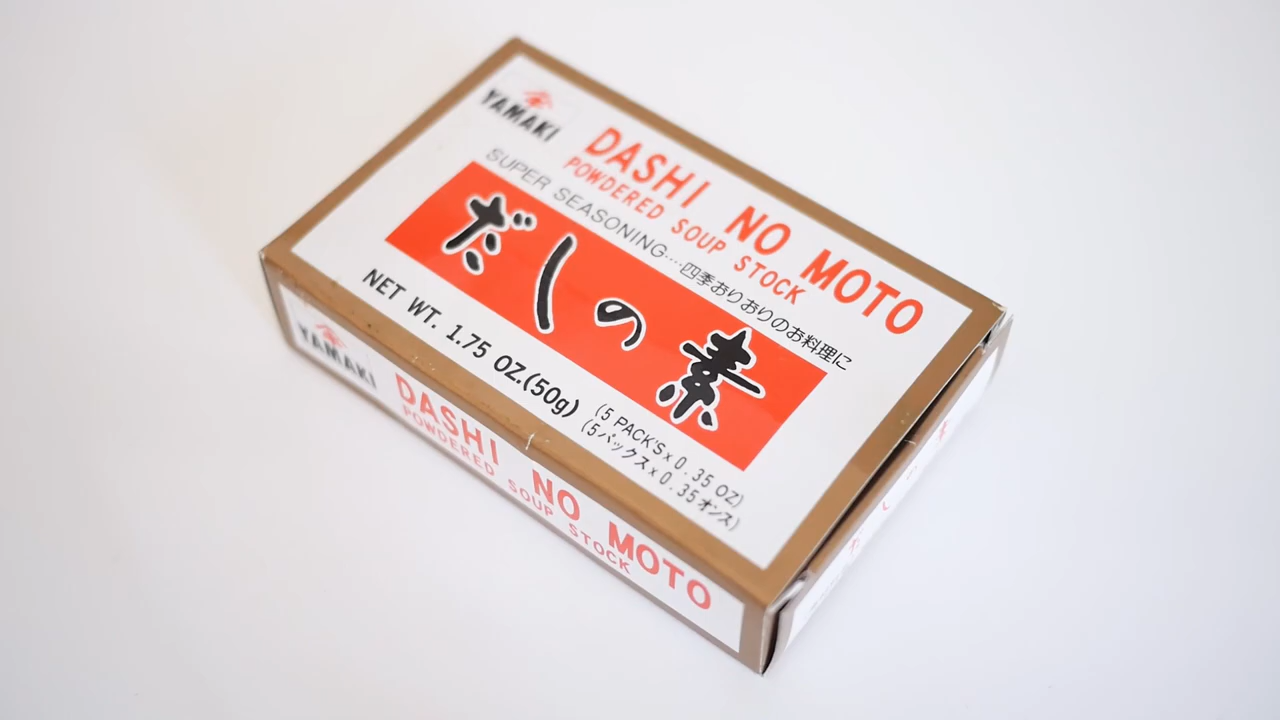 YAMAKI
DASHI NO MOTO
POWDERED SOUP STOCK
SUPER SEASONING....四季おりおりのお料理に
だしの素
NET WT. 1.75 OZ.(50g)
(5 PACK'S x 0.35 OZ)
(5パックス x 0.35オンス)
YAMAKI
DASHI NO MOTO
POWDERED SOUP STOCK